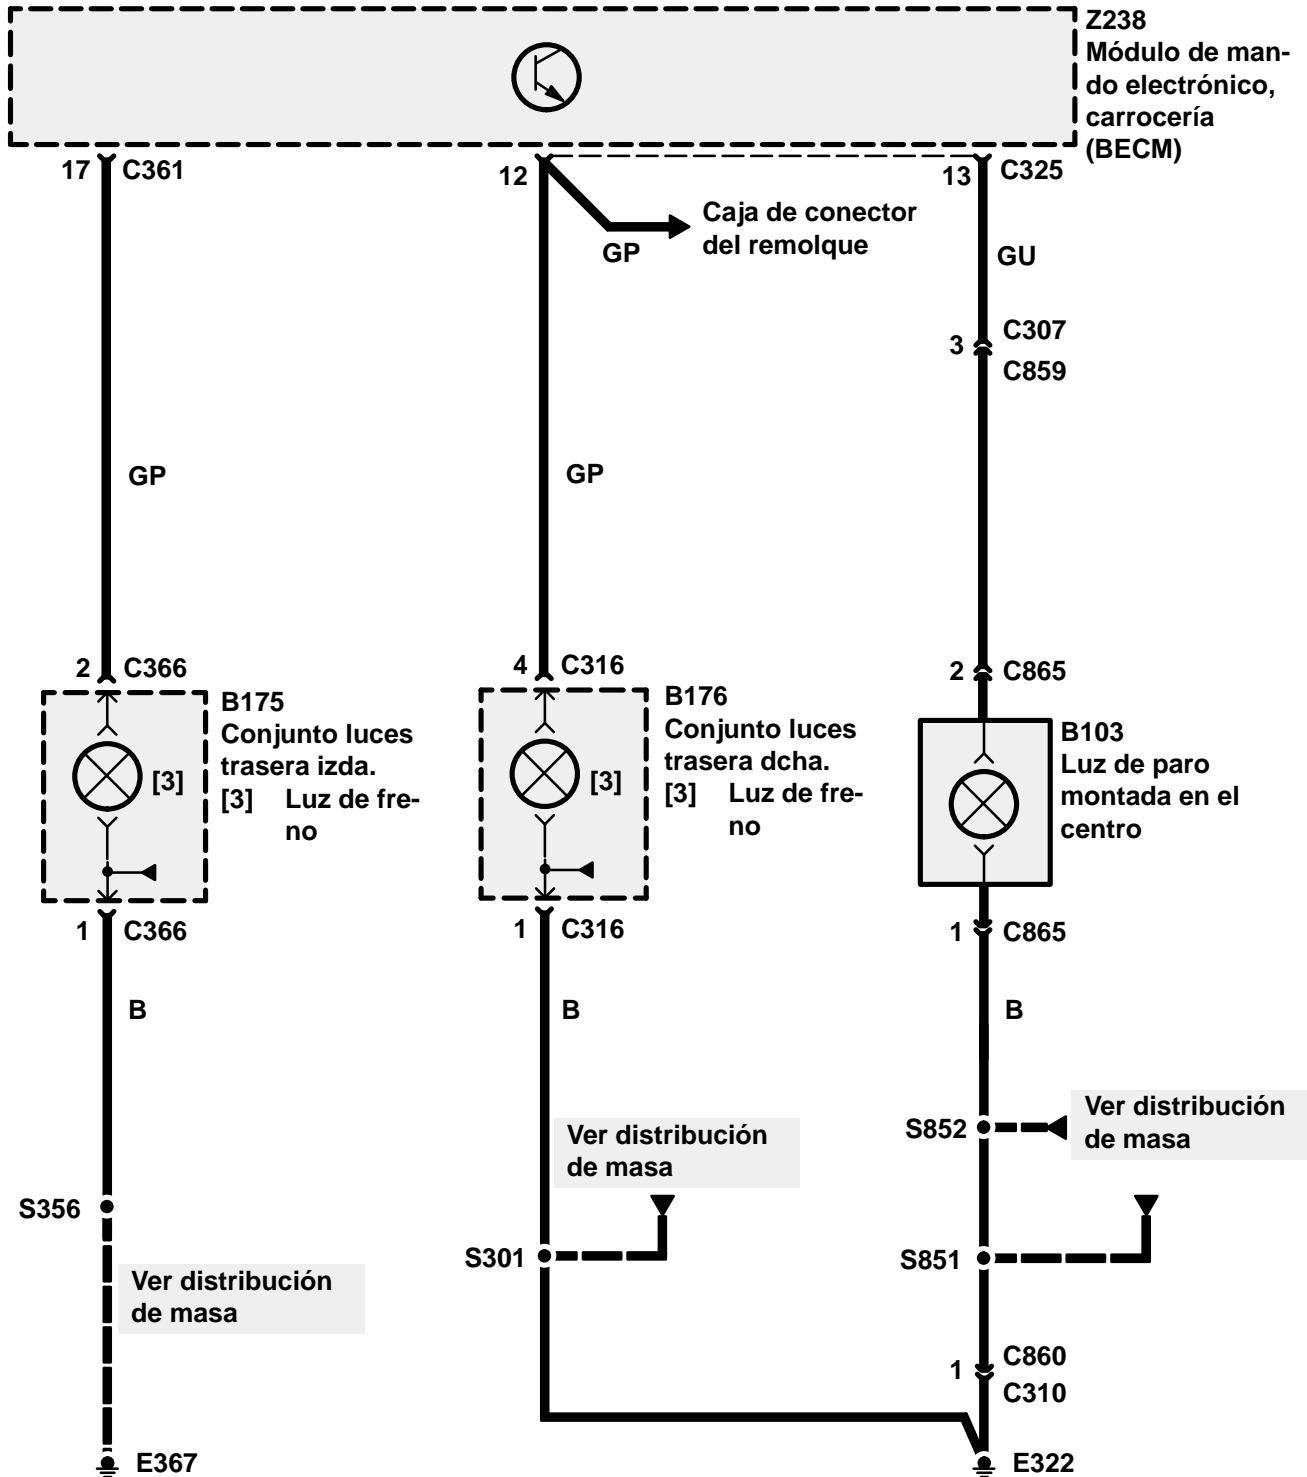 Z238
Módulo de man-
do electrónico,
carrocería
(BECM)
17 C361
12
13 C325
Caja de conector
del remolque
GP
GU
3 C307
C859
GP
GP
2 C366
4 C316
2 C865
B175
Conjunto luces
trasera izda.
[3] Luz de fre-
no
[3]
B176
Conjunto luces
trasera dcha.
[3] Luz de fre-
no
[3]
B103
Luz de paro
montada en el
centro
1 C366
1 C316
1 C865
B
B
B
Ver distribución
de masa
S852
Ver distribución
de masa
S356
S301
S851
Ver distribución
de masa
1 C860
C310
E367
E322